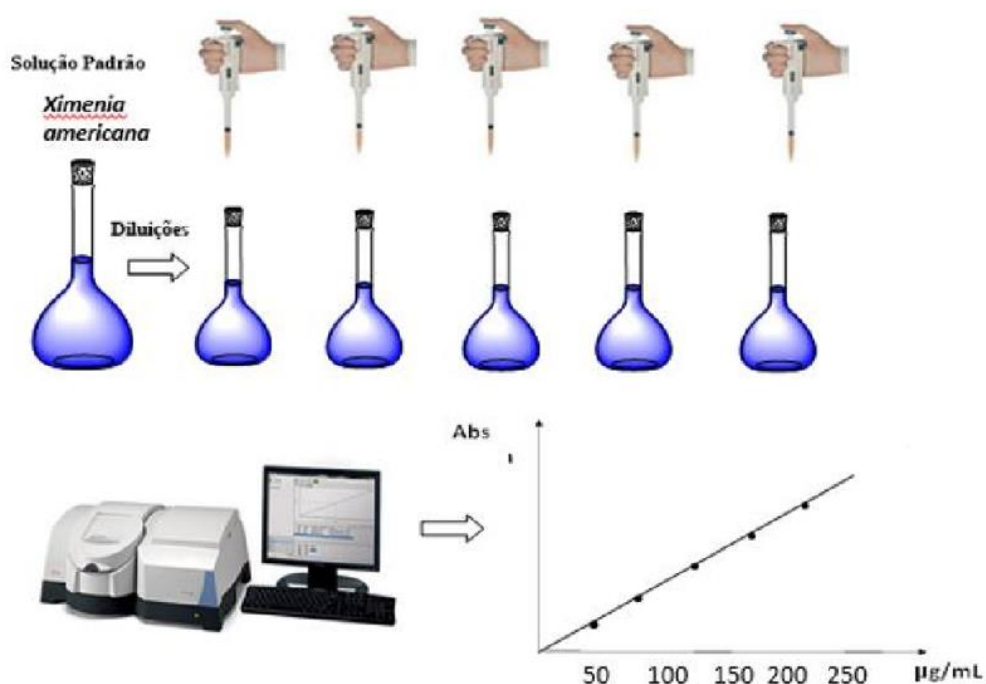 Solução Padrão
Ximenia
americana
Diluições
Abs
50 100 150 200 250 µg/mL